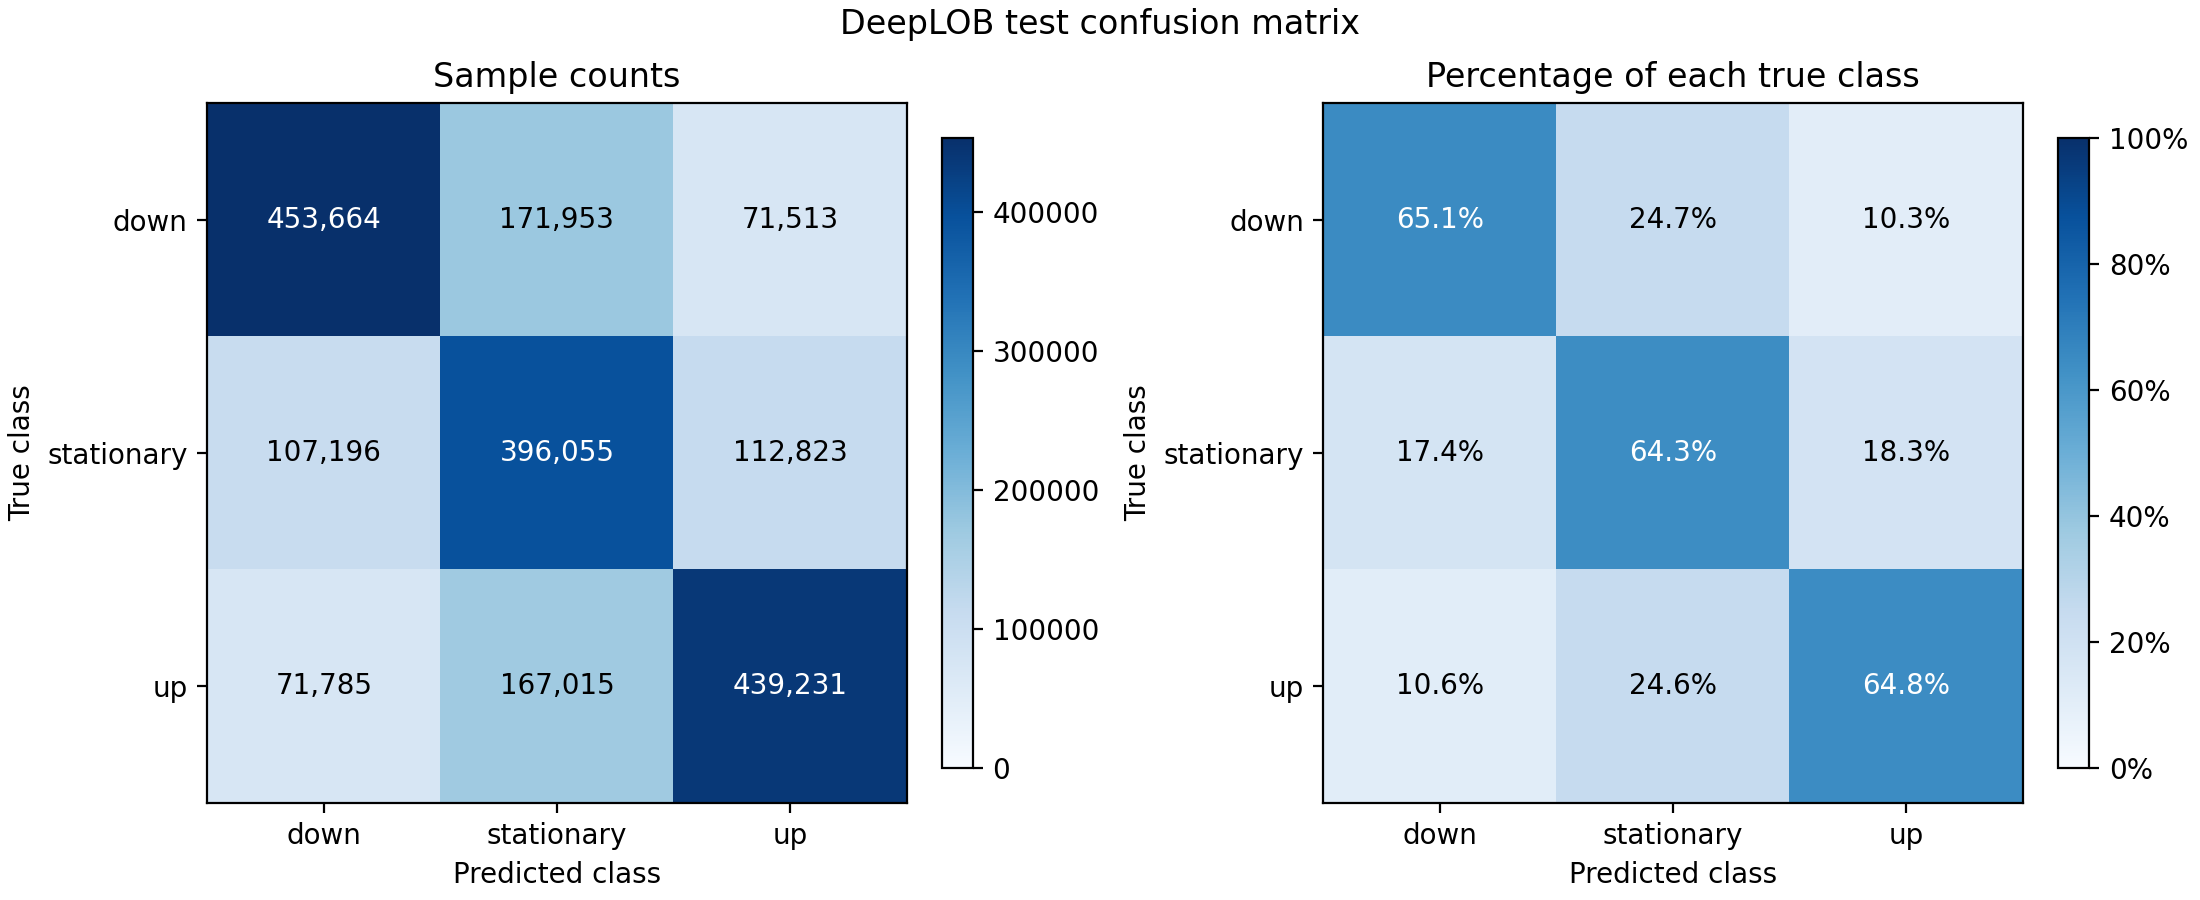 DeepLOB test confusion matrix
Sample counts
True class
down
stationary
up
453,664 171,953 71,513
107,196 396,055 112,823
71,785 167,015 439,231
down stationary up
Predicted class
400000
300000
200000
100000
0
Percentage of each true class
True class
down
stationary
up
65.1% 24.7% 10.3%
17.4% 64.3% 18.3%
10.6% 24.6% 64.8%
down stationary up
Predicted class
100%
80%
60%
40%
20%
0%